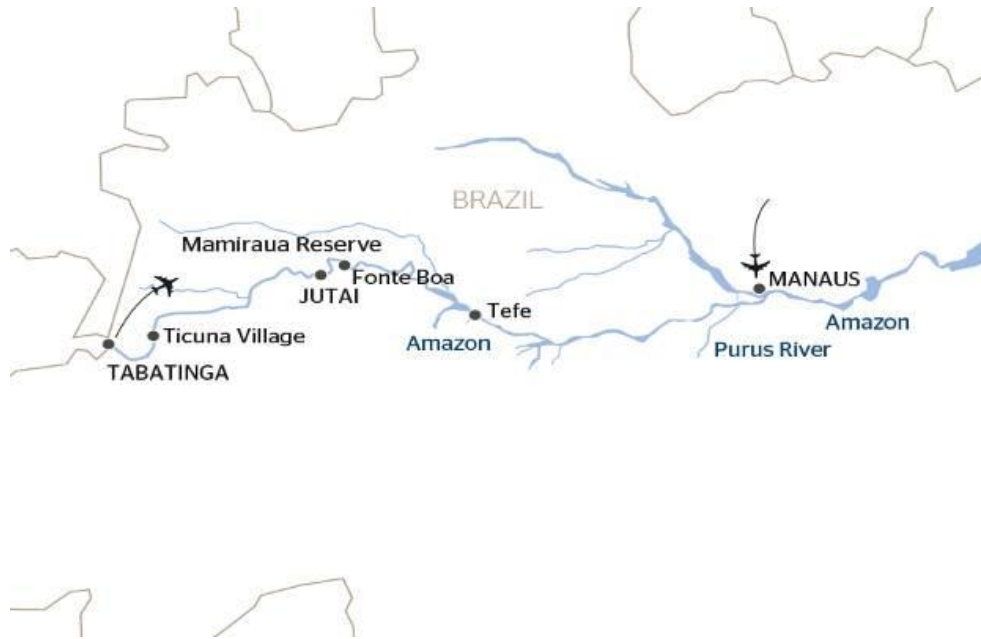 BRAZIL
Mamiraua Reserve
Fonte Boa
JUTAI
MANAUS
Tefe
Amazon
Amazon
Ticuna Village
Purus River
TABATINGA